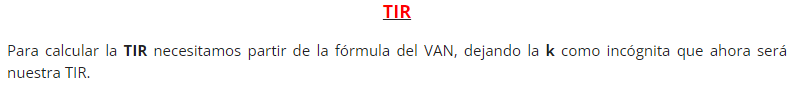 TIR
Para calcular la TIR necesitamos partir de la fórmula del VAN, dejando la k como incógnita que ahora será
nuestra TIR.